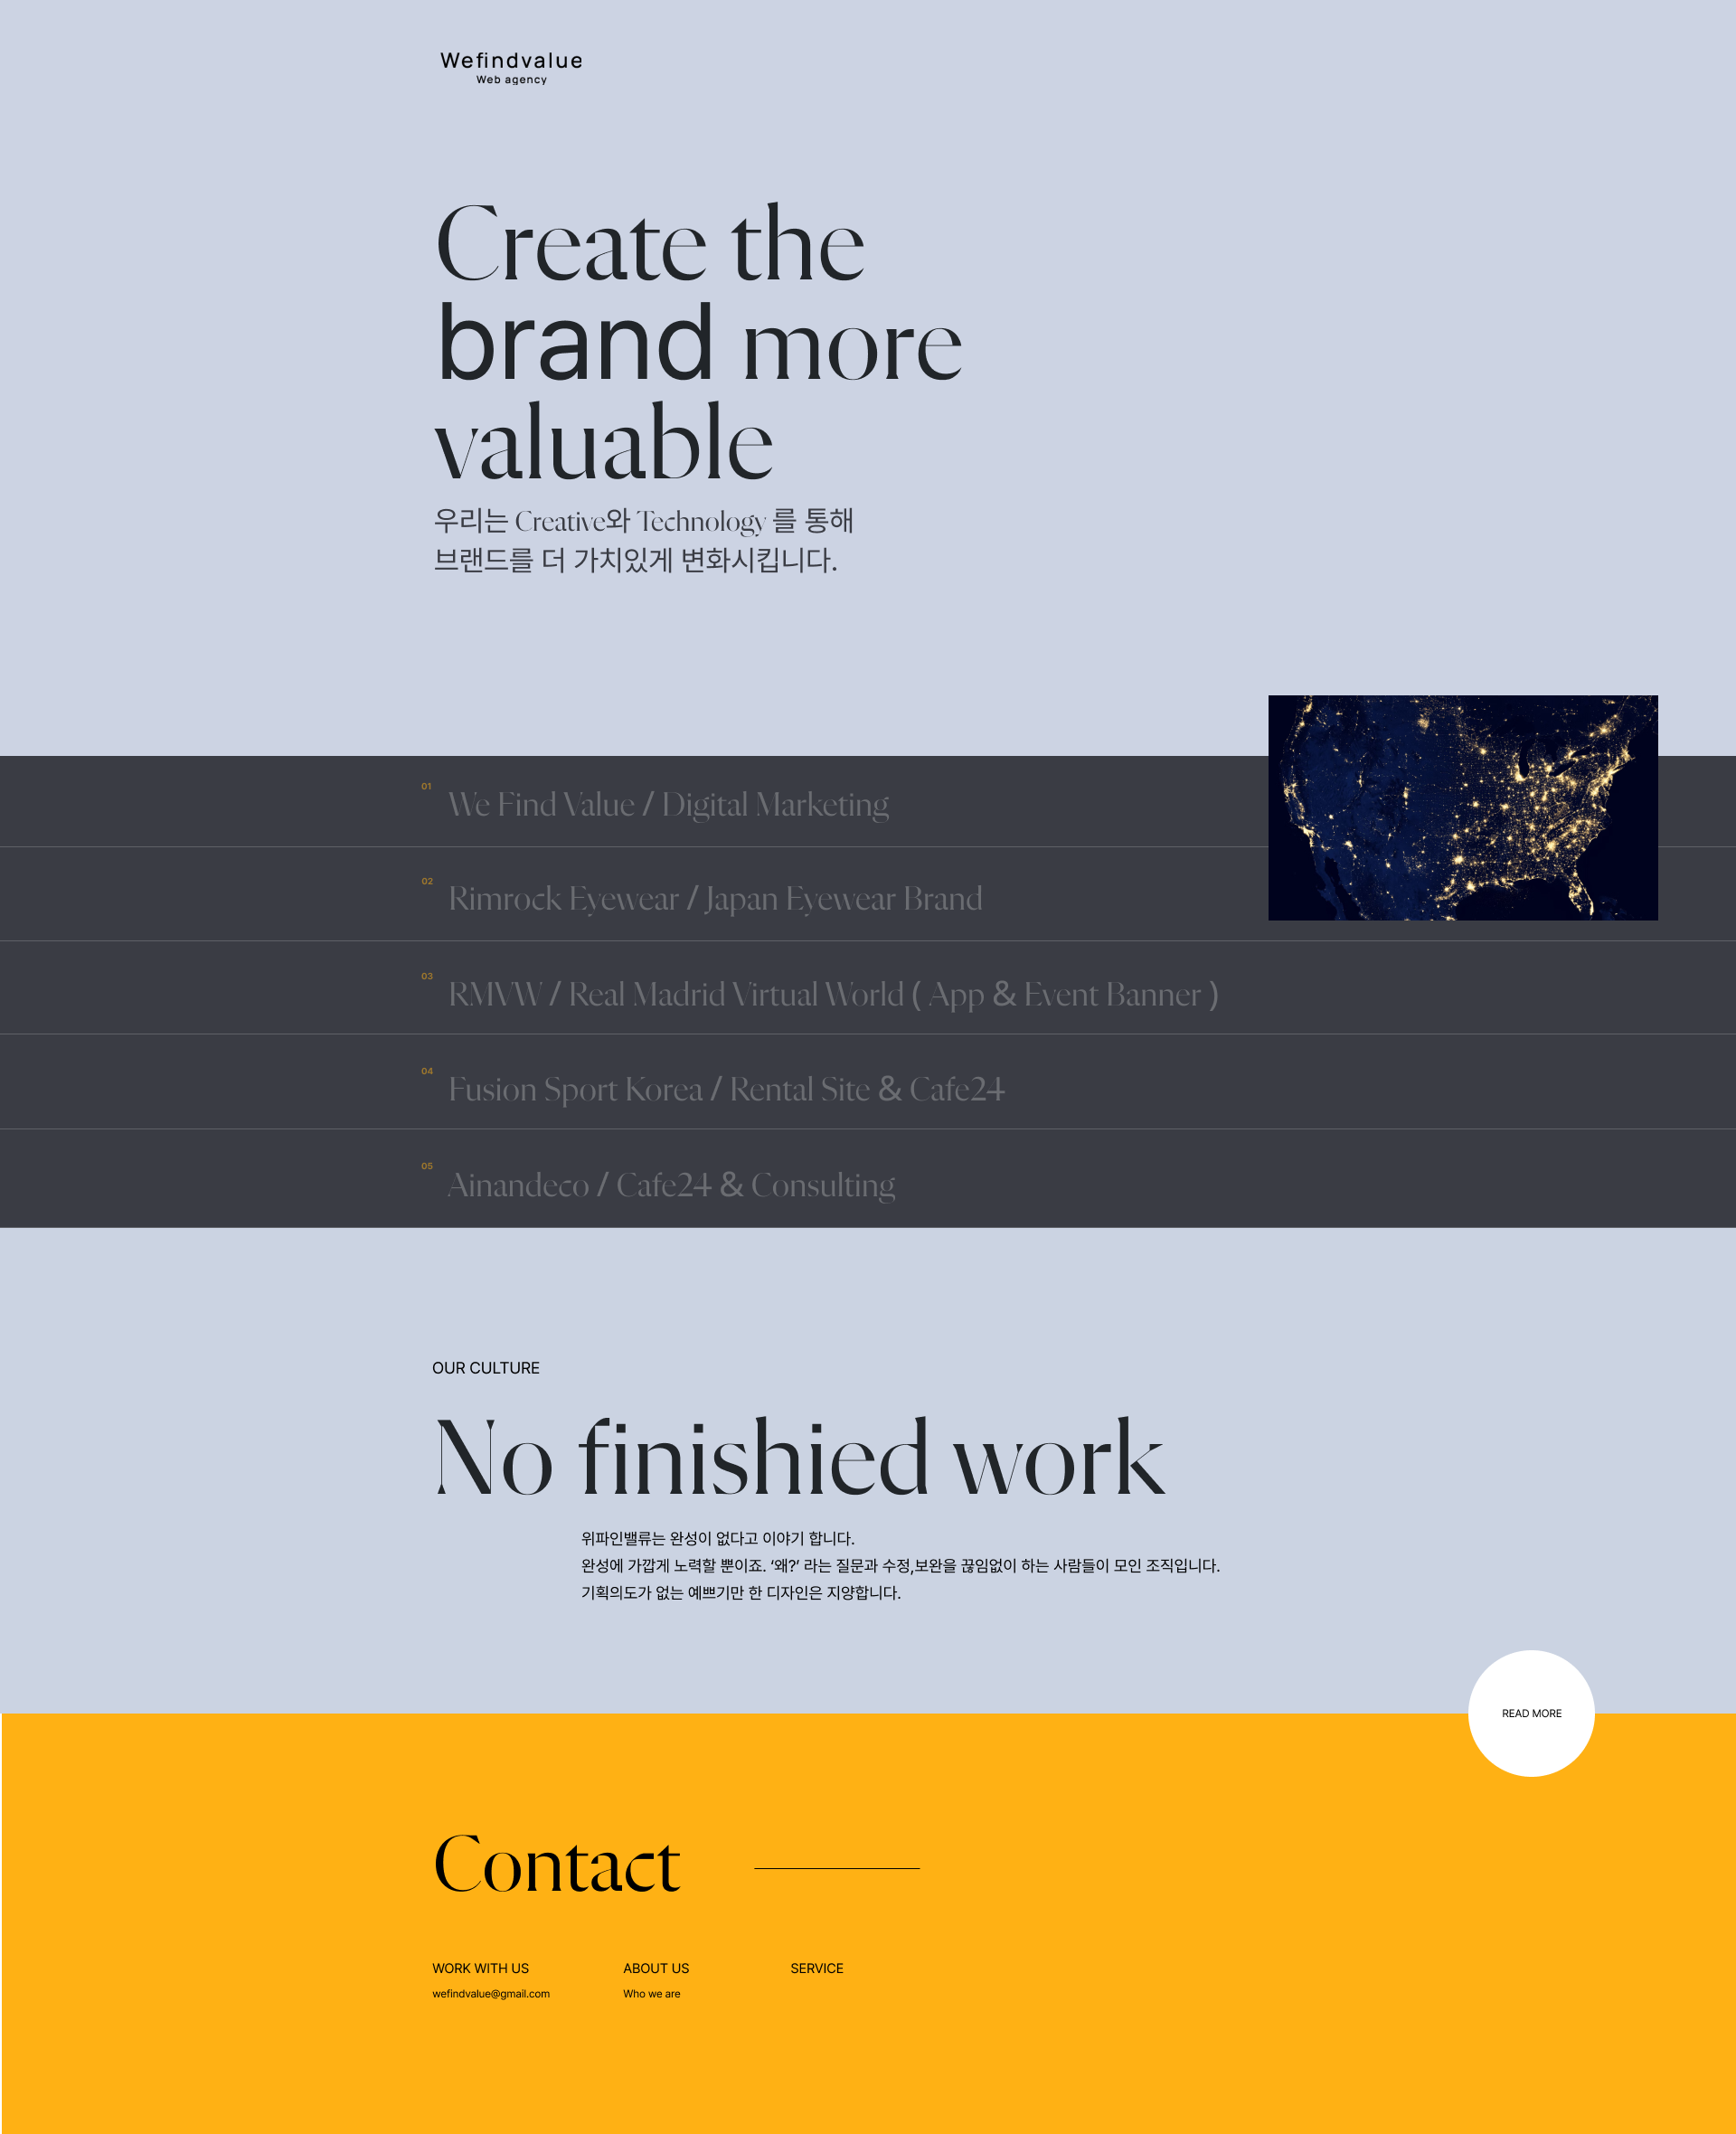 Wefindvalue
Web agency
Create the
brand more
valuable
우리는 Creative와 Technology 를 통해
브랜드를 더 가치있게 변화시킵니다.
01
We Find Value / Digital Marketing
02
Rimrock Eyewear / Japan Eyewear Brand
03
RMVW / Real Madrid Virtual World ( App & Event Banner )
04
Fusion Sport Korea / Rental Site & Cafe24
05
Ainandeco / Cafe24 & Consulting
OUR CULTURE
No finishied work
위파인밸류는 완성이 없다고 이야기 합니다.
완성에 가깝게 노력할 뿐이죠. ‘왜?’ 라는 질문과 수정,보완을 끊임없이 하는 사람들이 모인 조직입니다.
기획의도가 없는 예쁘기만 한 디자인은 지양합니다.
READ MORE
Contact
WORK WITH US
wefindvalue@gmail.com
ABOUT US
Who we are
SERVICE